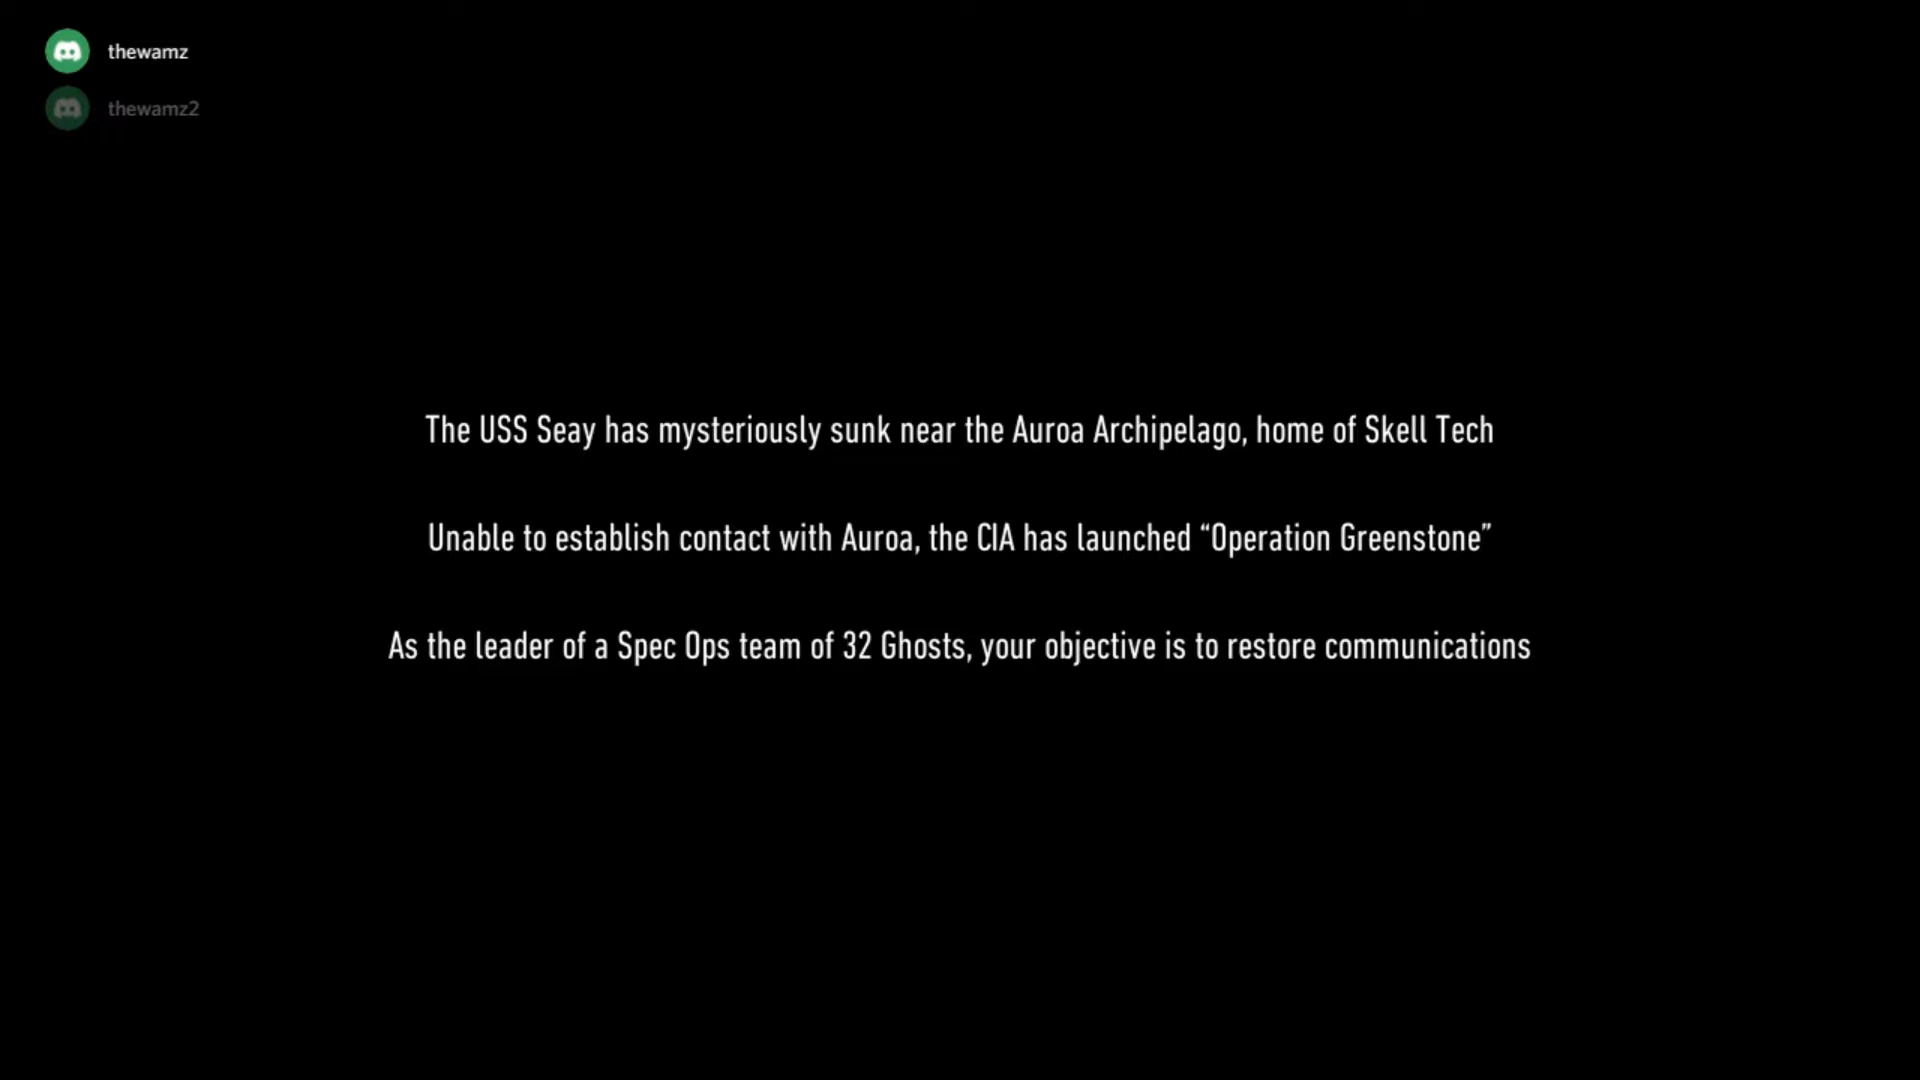 thewamz
thewamz2
The USS Seay has mysteriously sunk near the Auroa Archipelago, home of Skell Tech
Unable to establish contact with Auroa, the CIA has launched “Operation Greenstone”
As the leader of a Spec Ops team of 32 Ghosts, your objective is to restore communications